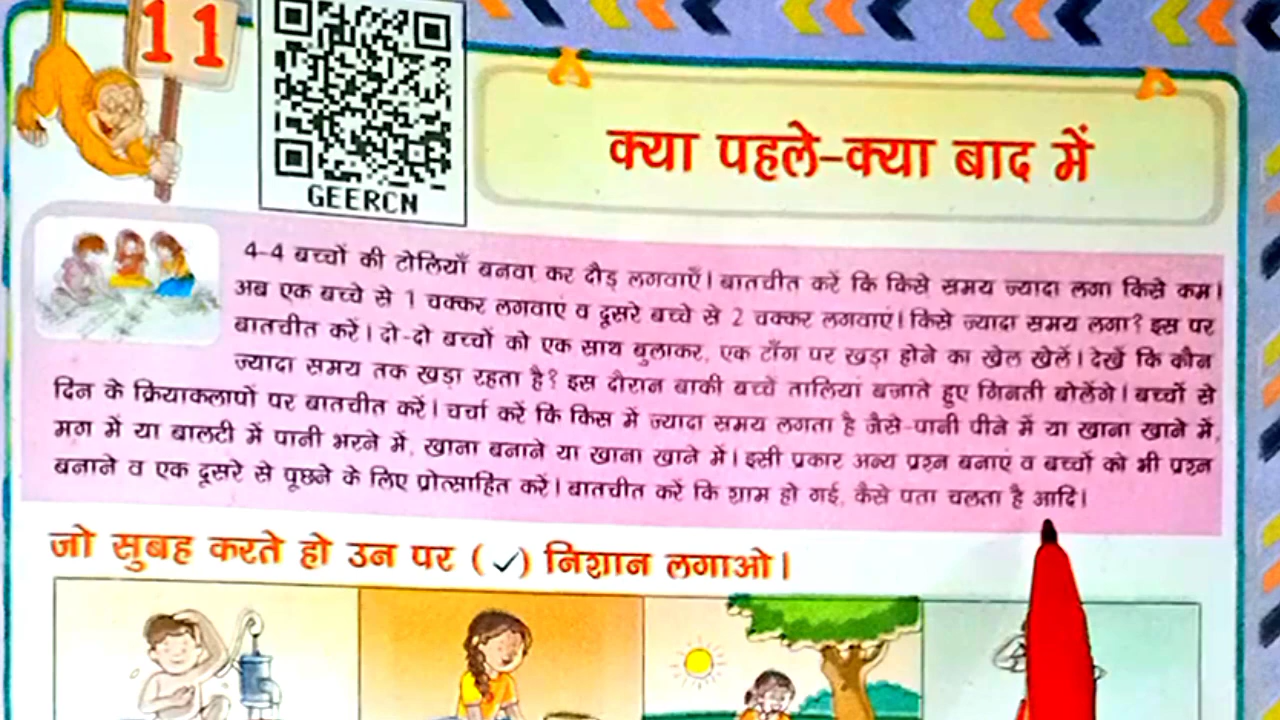 11
GEERCN
क्या पहले-क्या बाद में
4-4 बच्चों की टोलियाँ बनवा कर दौड़ लगवाएँ। बातचीत करें कि किसे समय ज्यादा लगा किसे कम।
अब एक बच्चे से 1 चक्कर लगवाएं व दूसरे बच्चे से 2 चक्कर लगवाएं। किसे ज्यादा समय लगा? इस पर
बातचीत करें। दो-दो बच्चों को एक साथ बुलाकर, एक टाँग पर खड़ा होने का खेल खेलें। देखें कि कौन
ज्यादा समय तक खड़ा रहता है? इस दौरान बाकी बच्चे तालियां बजाते हुए गिनती बोलेंगे। बच्चों से
दिन के क्रियाकलापों पर बातचीत करें। चर्चा करें कि किस में ज्यादा समय लगता है जैसे-पानी पीने में या खाना खाने में,
मग में या बालटी में पानी भरने में, खाना बनाने या खाना खाने में। इसी प्रकार अन्य प्रश्न बनाएं व बच्चों को भी प्रश्न
बनाने व एक दूसरे से पूछने के लिए प्रोत्साहित करें। बातचीत करें कि शाम हो गई, कैसे पता चलता है आदि।
जो सुबह करते हो उन पर (✓) निशान लगाओ।